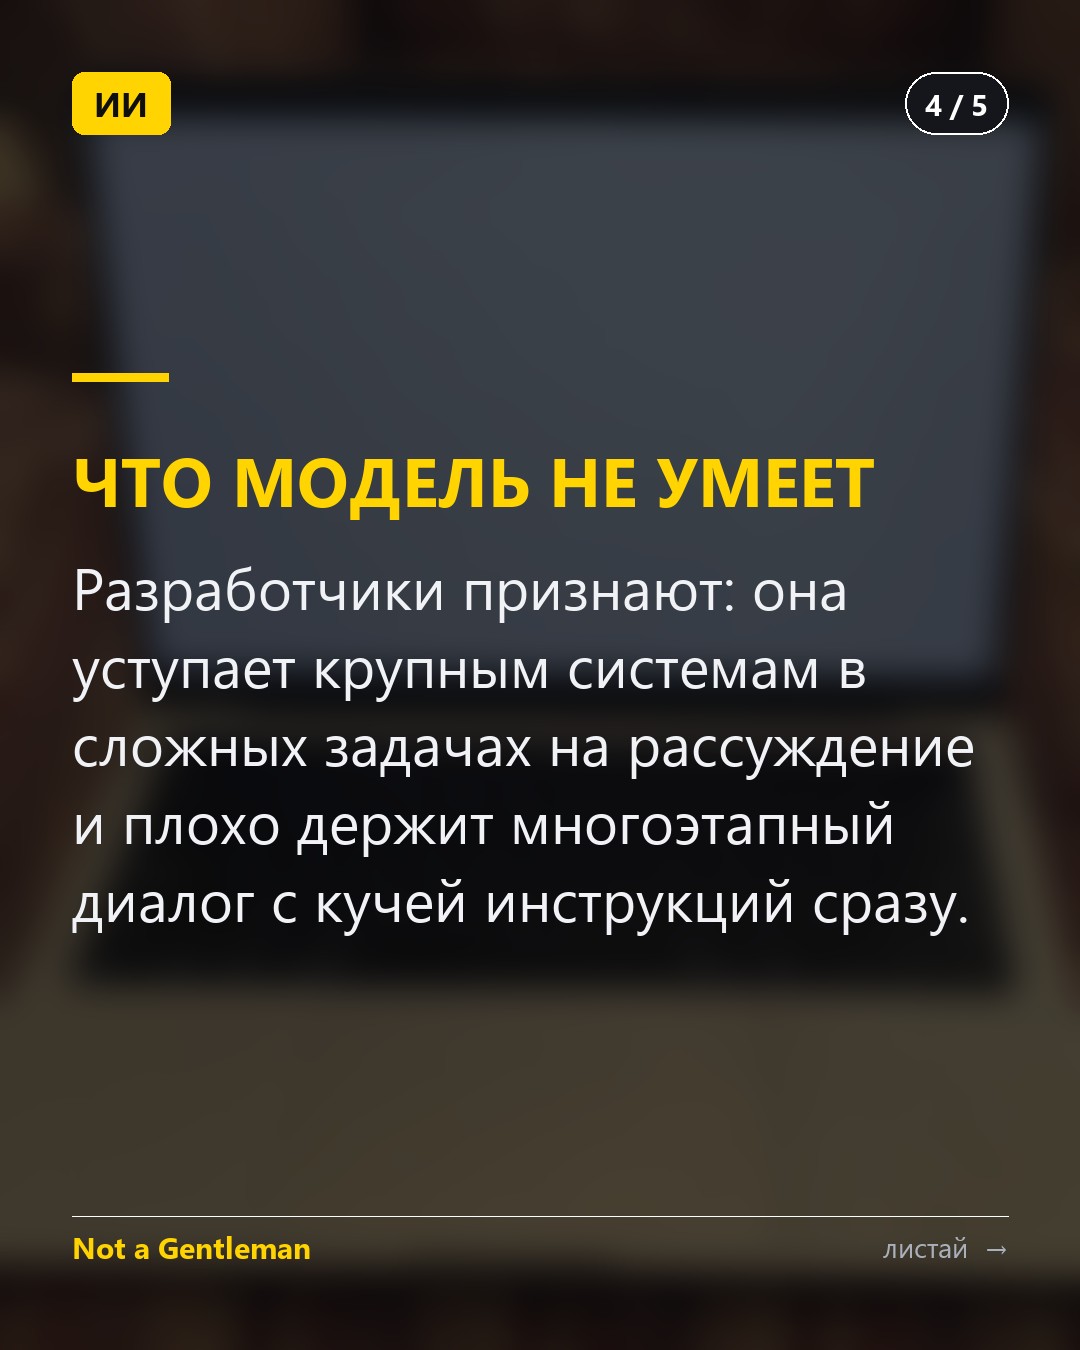 ИИ
4 / 5
ЧТО МОДЕЛЬ НЕ УМЕЕТ
Разработчики признают: она
уступает крупным системам в
сложных задачах на рассуждение
и плохо держит многоэтапный
диалог с кучей инструкций сразу.
Not a Gentleman
листай →